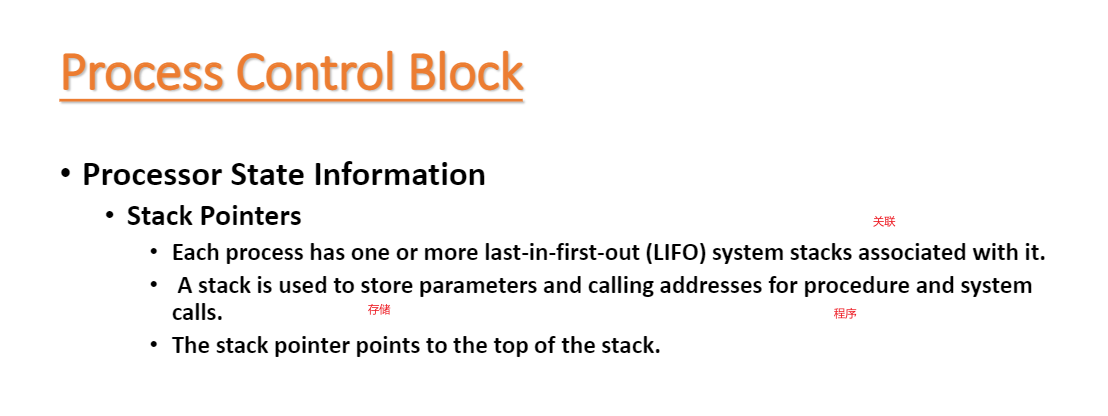 Process Control Block
• Processor State Information
• Stack Pointers
关联
• Each process has one or more last-in-first-out (LIFO) system stacks associated with it.
• A stack is used to store parameters and calling addresses for procedure and system
calls.
存储
程序
• The stack pointer points to the top of the stack.